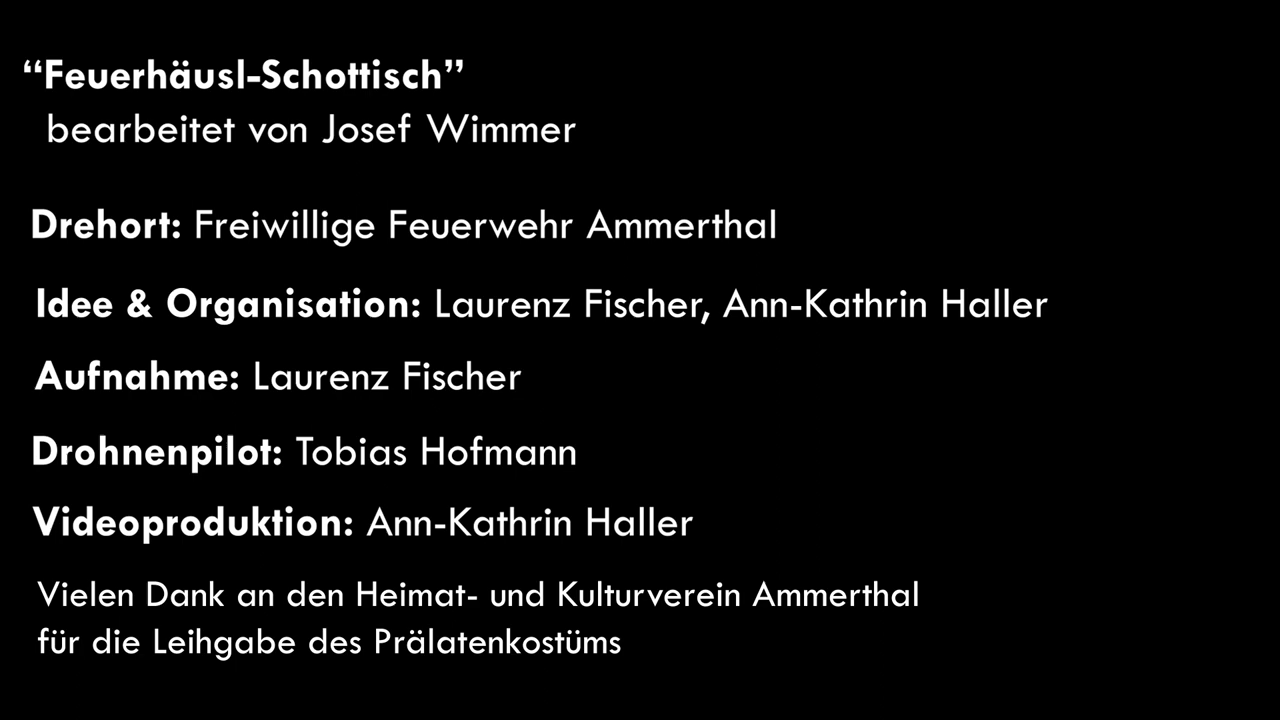 “Feuerhäusl-Schottisch”
bearbeitet von Josef Wimmer
Drehort: Freiwillige Feuerwehr Ammerthal
Idee & Organisation: Laurenz Fischer, Ann-Kathrin Haller
Aufnahme: Laurenz Fischer
Drohnenpilot: Tobias Hofmann
Videoproduktion: Ann-Kathrin Haller
Vielen Dank an den Heimat- und Kulturverein Ammerthal
für die Leihgabe des Prälatenkostüms